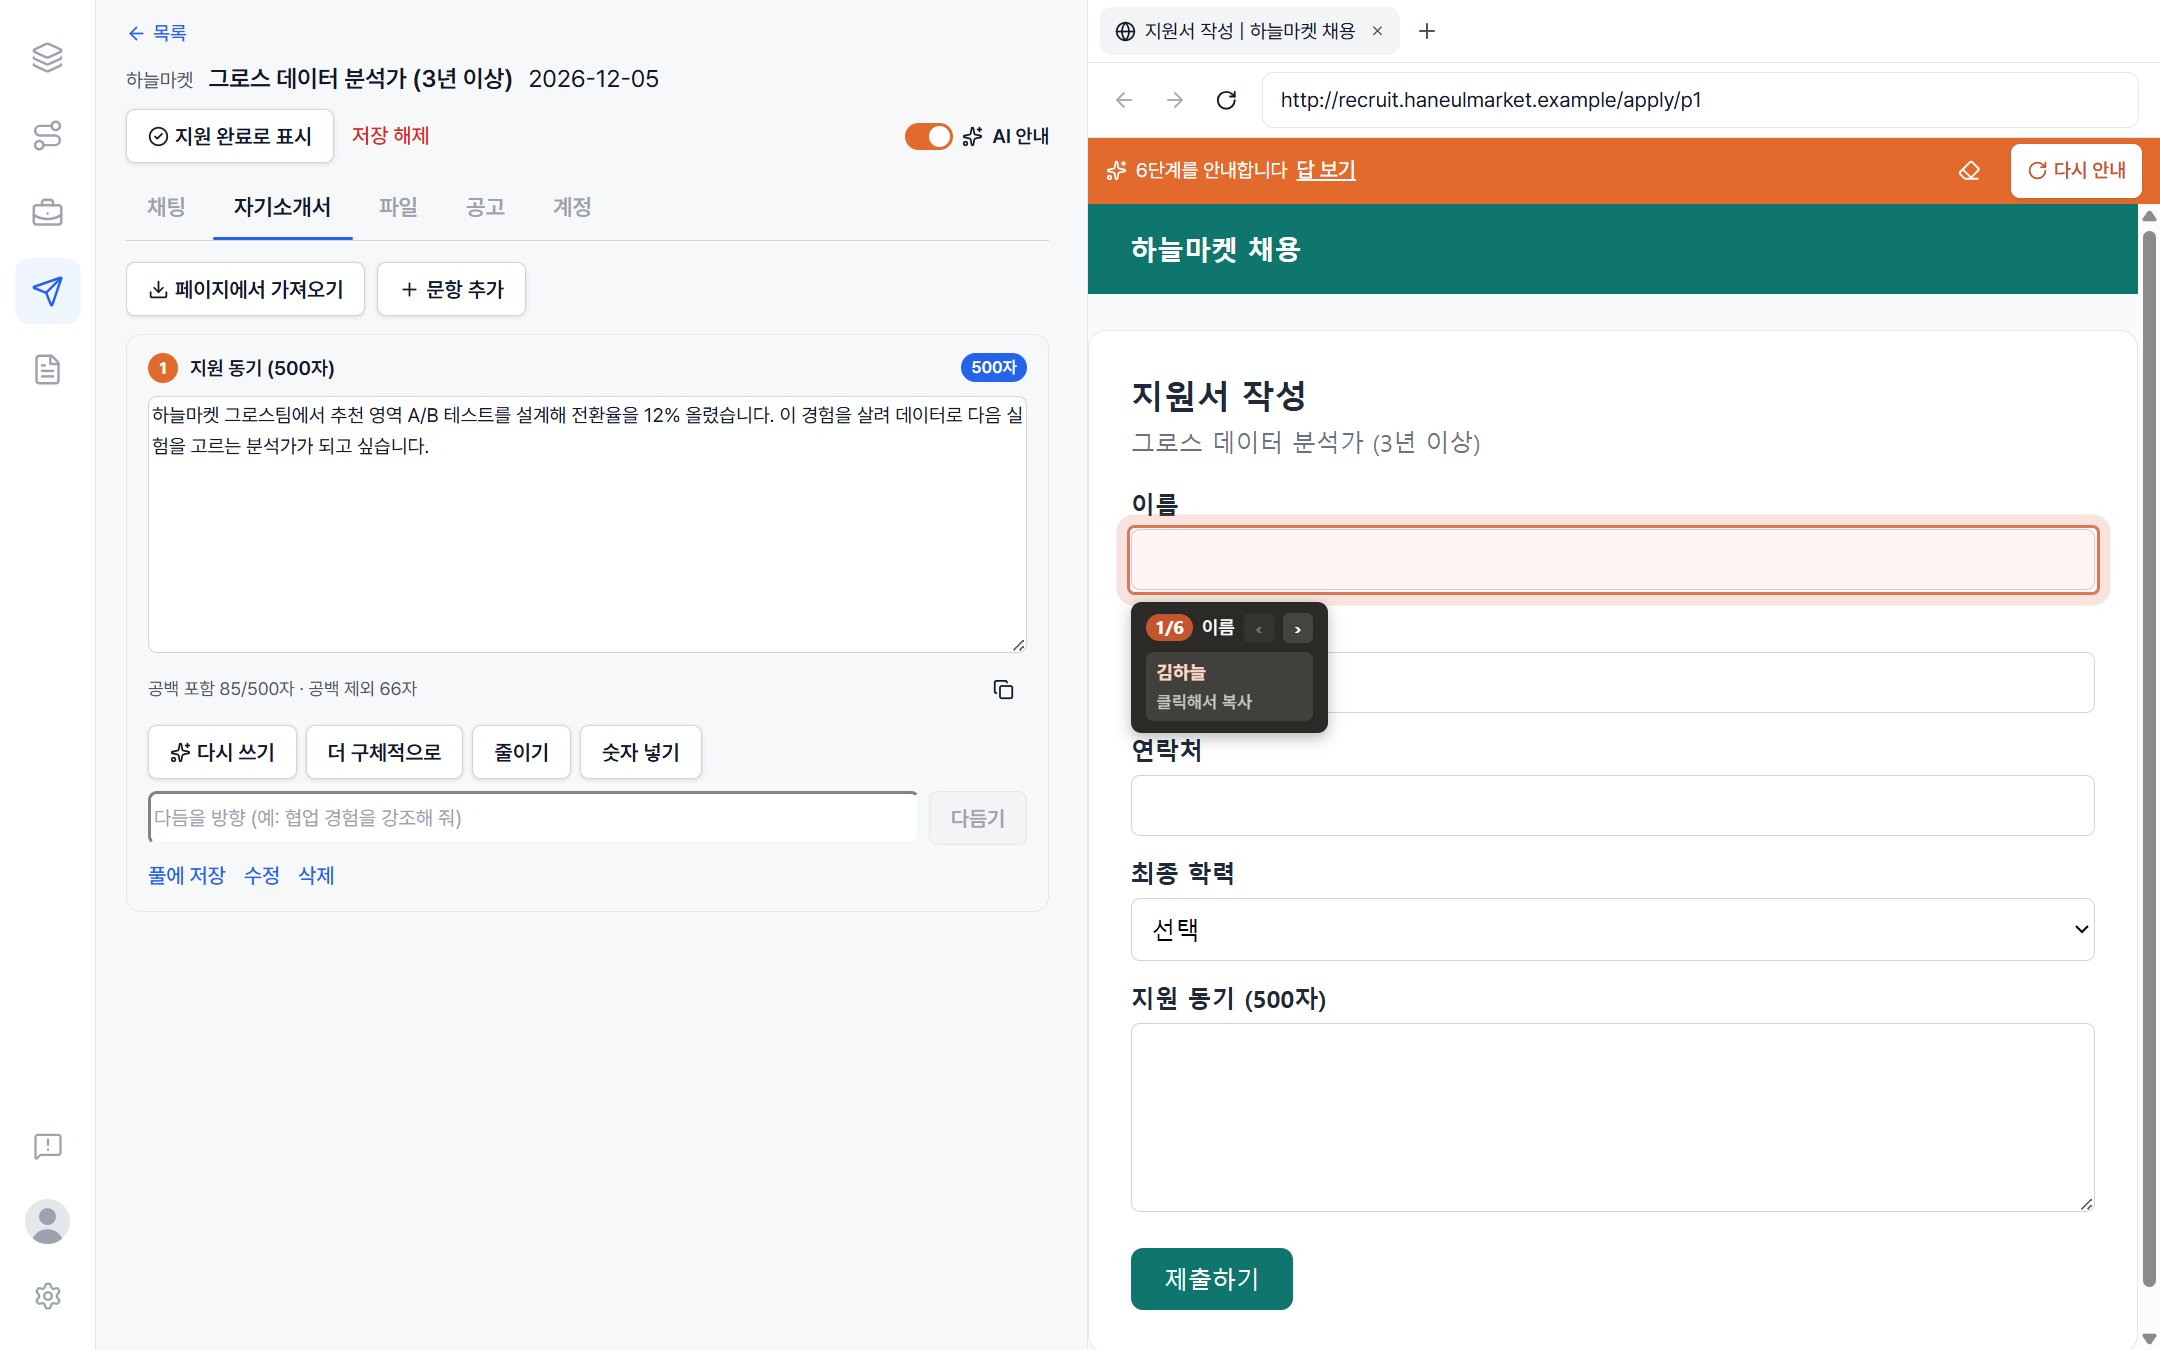 목록
하늘마켓 그로스 데이터 분석가 (3년 이상) 2026-12-05
지원 완료로 표시 저장 해제
AI 안내
채팅 자기소개서 파일 공고 계정
페이지에서 가져오기 문항 추가
1 지원 동기 (500자) 500자
하늘마켓 그로스팀에서 추천 영역 A/B 테스트를 설계해 전환율을 12% 올렸습니다. 이 경험을 살려 데이터로 다음 실
험을 고르는 분석가가 되고 싶습니다.
공백 포함 85/500자 · 공백 제외 66자
다시 쓰기 더 구체적으로 줄이기 숫자 넣기
다듬을 방향 (예: 협업 경험을 강조해 줘) 다듬기
풀에 저장 수정 삭제
지원서 작성 | 하늘마켓 채용
http://recruit.haneulmarket.example/apply/p1
6단계를 안내합니다 답 보기
다시 안내
하늘마켓 채용
지원서 작성
그로스 데이터 분석가 (3년 이상)
이름
1/6 이름
김하늘
클릭해서 복사
연락처
최종 학력
선택
지원 동기 (500자)
제출하기